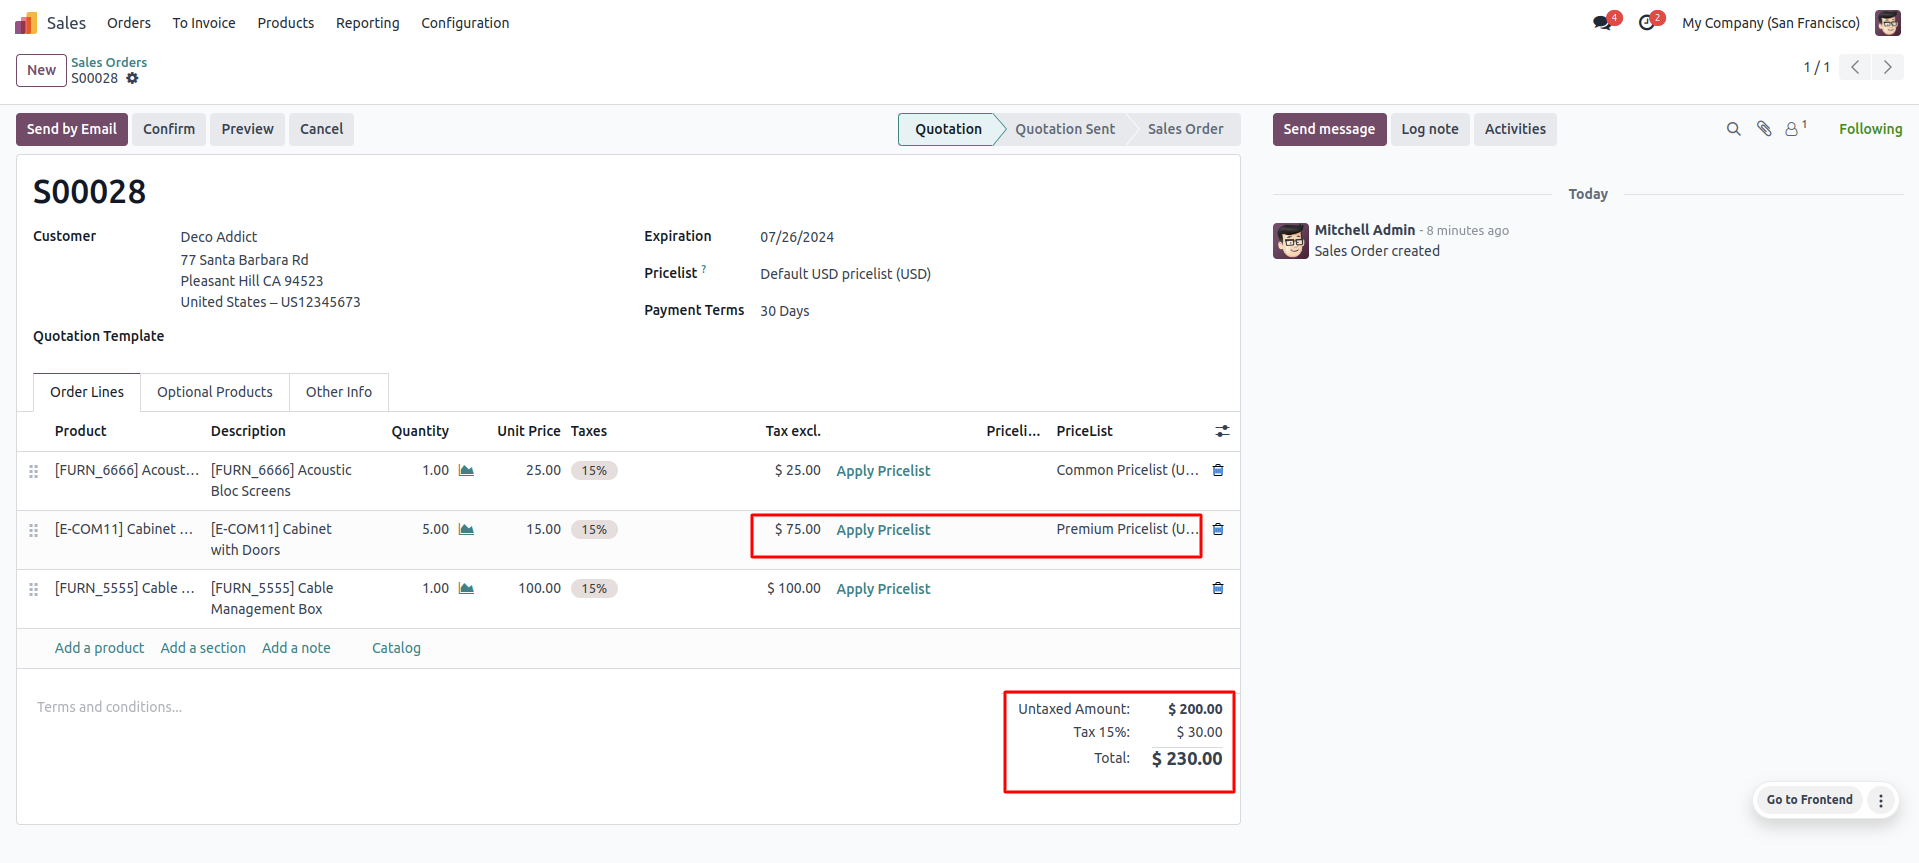 Sales Orders To Invoice Products Reporting Configuration 4 2 My Company (San Francisco)
New Sales Orders
S00028
1 / 1
Send by Email Confirm Preview Cancel Quotation Quotation Sent Sales Order Send message Log note Activities 1 Following
S00028
Customer Deco Addict
77 Santa Barbara Rd
Pleasant Hill CA 94523
United States – US12345673
Quotation Template
Expiration 07/26/2024
Pricelist ? Default USD pricelist (USD)
Payment Terms 30 Days
Order Lines Optional Products Other Info
Product Description Quantity Unit Price Taxes Tax excl. Priceli... PriceList
[FURN_6666] Acoust... [FURN_6666] Acoustic 1.00 25.00 15% $ 25.00 Apply Pricelist Common Pricelist (U...
Bloc Screens
[E-COM11] Cabinet ... [E-COM11] Cabinet 5.00 15.00 15% $ 75.00 Apply Pricelist Premium Pricelist (U...
with Doors
[FURN_5555] Cable ... [FURN_5555] Cable 1.00 100.00 15% $ 100.00 Apply Pricelist
Management Box
Add a product Add a section Add a note Catalog
Terms and conditions...
Untaxed Amount: $ 200.00
Tax 15%: $ 30.00
Total: $ 230.00
Today
Mitchell Admin - 8 minutes ago
Sales Order created
Go to Frontend